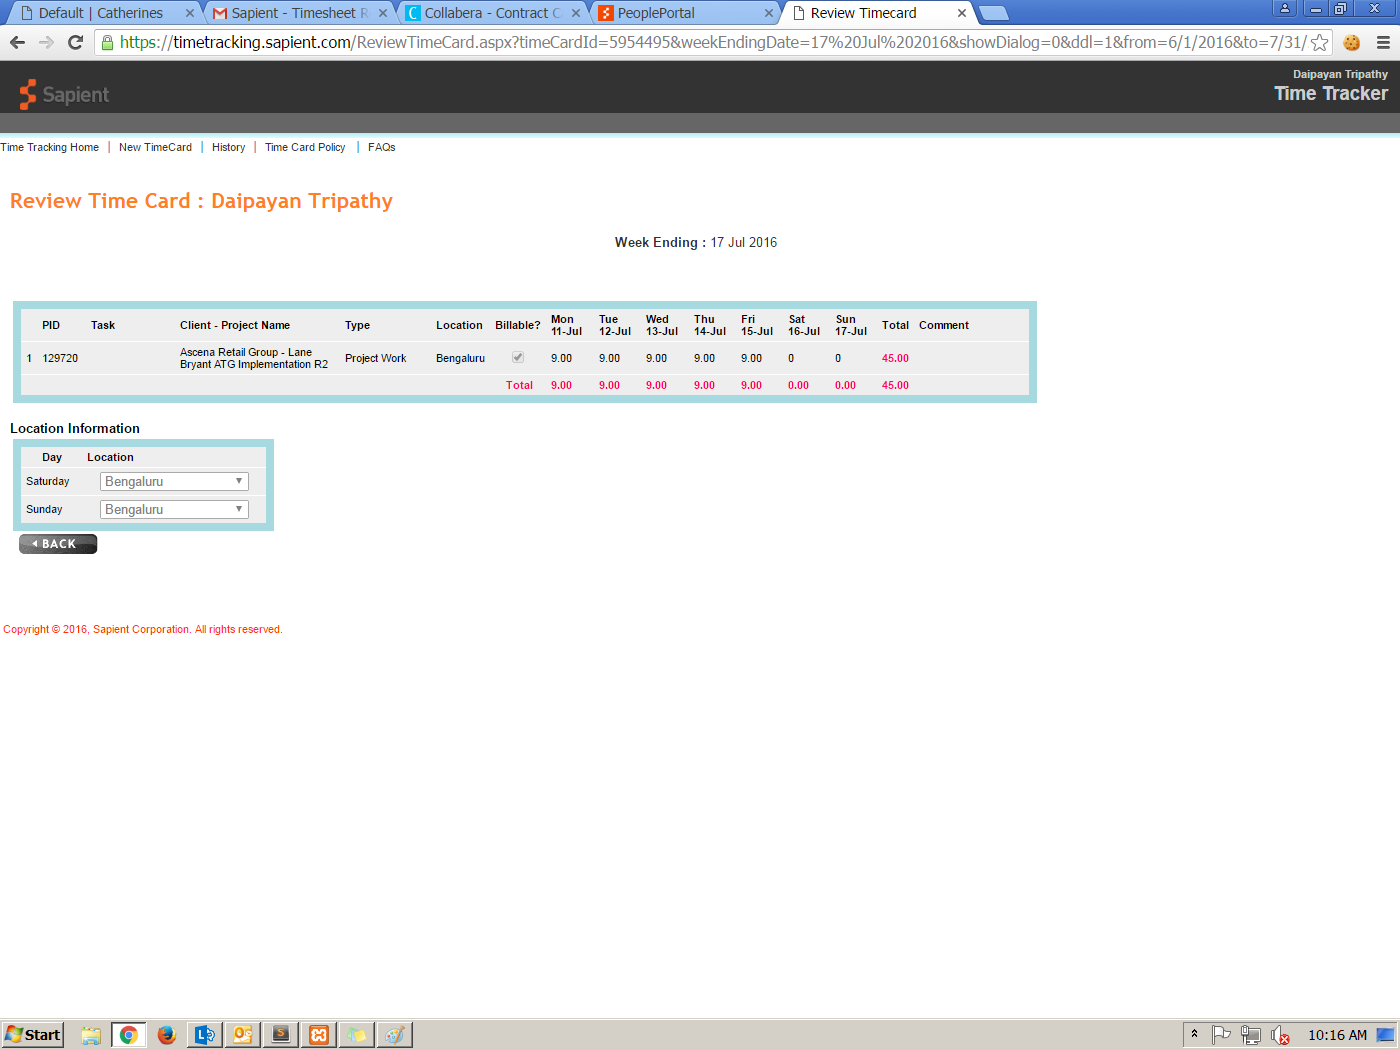 Default | Catherines
Sapient - Timesheet R
Collabera - Contract C
PeoplePortal
Review Timecard
https://timetracking.sapient.com/ReviewTimeCard.aspx?timeCardId=5954495&weekEndingDate=17%20Jul%202016&showDialog=0&ddl=1&from=6/1/2016&to=7/31/
Sapient
Daipayan Tripathy
Time Tracker
Time Tracking Home | New TimeCard | History | Time Card Policy | FAQs
Review Time Card : Daipayan Tripathy
Week Ending : 17 Jul 2016
PID Task Client - Project Name Type Location Billable? Mon 11-Jul Tue 12-Jul Wed 13-Jul Thu 14-Jul Fri 15-Jul Sat 16-Jul Sun 17-Jul Total Comment
1 129720 Ascena Retail Group - Lane Bryant ATG Implementation R2 Project Work Bengaluru 9.00 9.00 9.00 9.00 9.00 0 0 45.00
Total 9.00 9.00 9.00 9.00 9.00 0.00 0.00 45.00
Location Information
Day Location
Saturday Bengaluru
Sunday Bengaluru
BACK
Copyright © 2016, Sapient Corporation. All rights reserved.
Start
10:16 AM